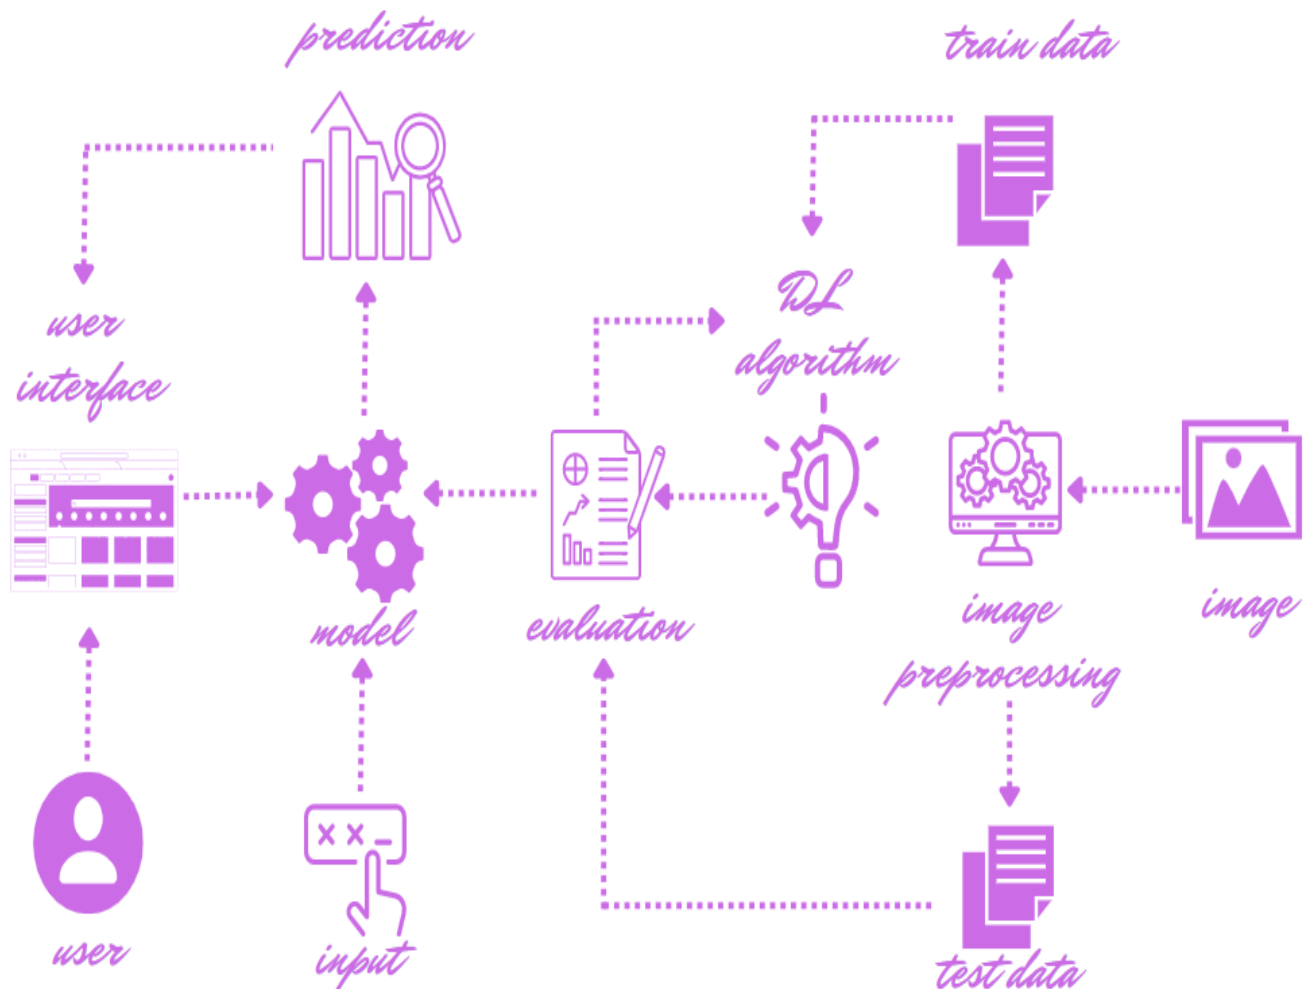 prediction
train data
user
interface
DL
algorithm
model
evaluation
image
preprocessing
image
user
input
test data